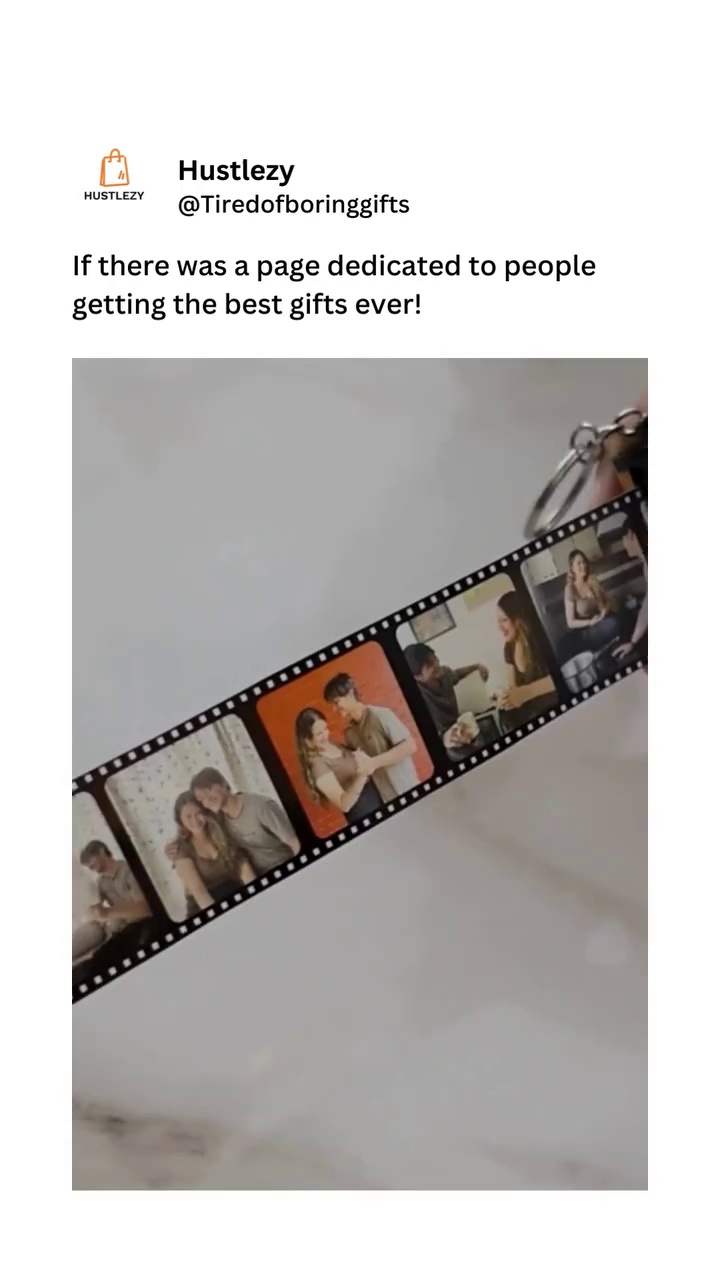 HUSTLEZY
Hustlezy
@Tiredofboringgifts
If there was a page dedicated to people
getting the best gifts ever!